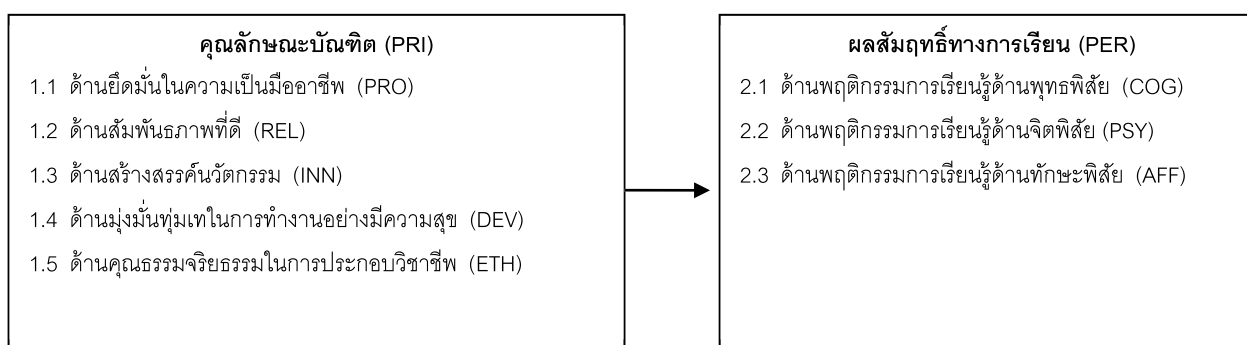 คุณลักษณะบัณฑิต (PRI)
1.1 ด้านยึดมั่นในความเป็นมืออาชีพ (PRO)
1.2 ด้านสัมพันธภาพที่ดี (REL)
1.3 ด้านสร้างสรรค์นวัตกรรม (INN)
1.4 ด้านมุ่งมั่นทุ่มเทในการทำงานอย่างมีความสุข (DEV)
1.5 ด้านคุณธรรมจริยธรรมในการประกอบวิชาชีพ (ETH)
ผลสัมฤทธิ์ทางการเรียน (PER)
2.1 ด้านพฤติกรรมการเรียนรู้ด้านพุทธพิสัย (COG)
2.2 ด้านพฤติกรรมการเรียนรู้ด้านจิตพิสัย (PSY)
2.3 ด้านพฤติกรรมการเรียนรู้ด้านทักษะพิสัย (AFF)